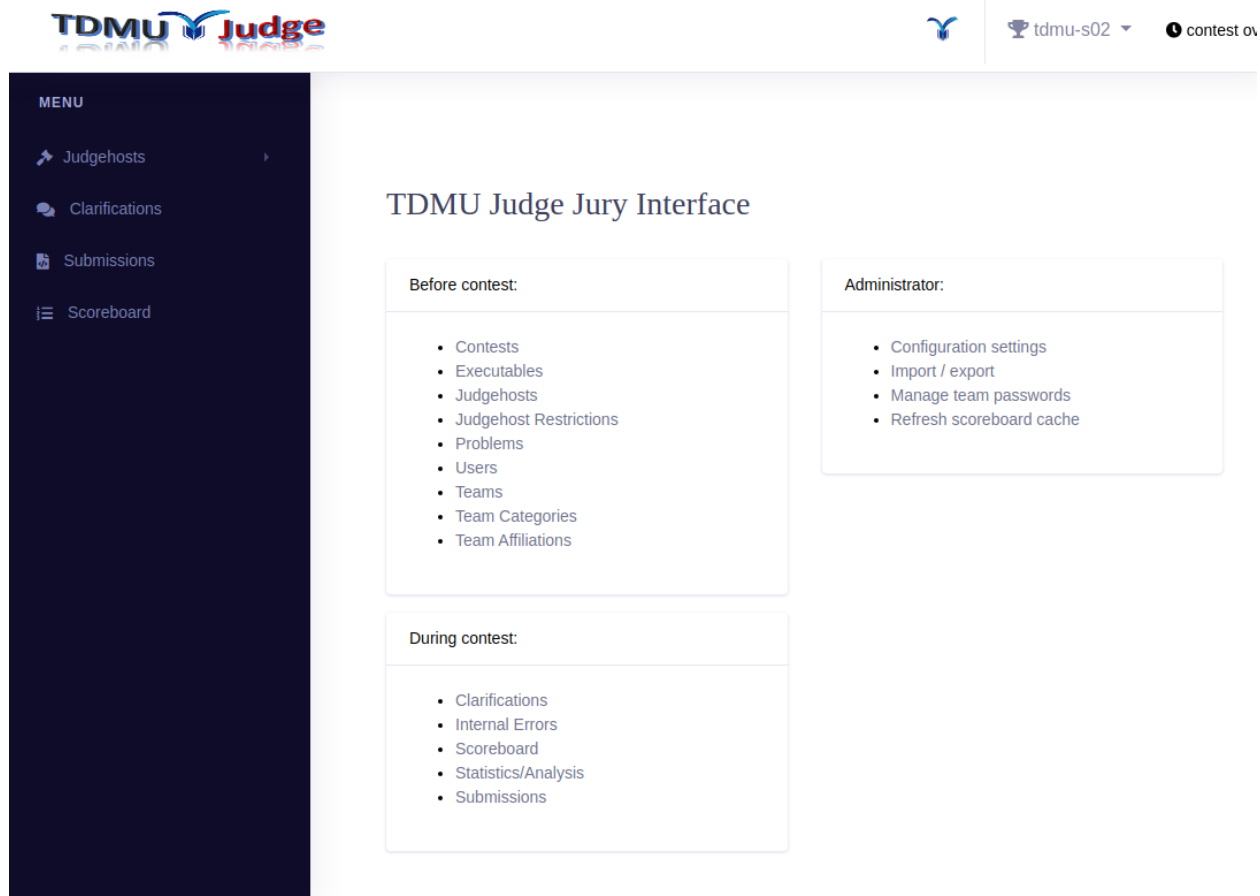 TDMU Judge
tdmu-s02
contest ov
MENU
Judgehosts
Clarifications
Submissions
Scoreboard
TDMU Judge Jury Interface
Before contest:
Contests
Executables
Judgehosts
Judgehost Restrictions
Problems
Users
Teams
Team Categories
Team Affiliations
Administrator:
Configuration settings
Import / export
Manage team passwords
Refresh scoreboard cache
During contest:
Clarifications
Internal Errors
Scoreboard
Statistics/Analysis
Submissions